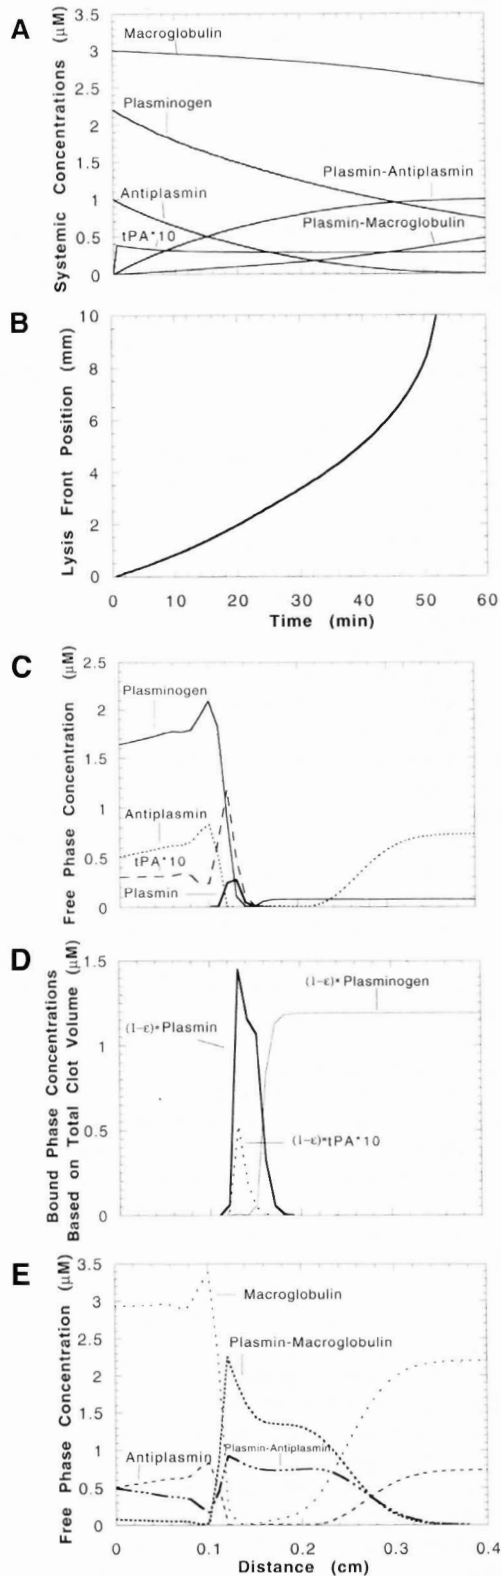 A
Systemic Concentrations (μM)
3.5
3
2.5
2
1.5
1
0.5
0
Macroglobulin
Plasminogen
Plasmin-Antiplasmin
Antiplasmin
Plasmin-Macroglobulin
tPA*10
B
Lysis Front Position (mm)
10
8
6
4
2
0
0 10 20 30 40 50 60
Time (min)
C
Free Phase Concentration (μM)
2.5
2
1.5
1
0.5
0
Plasminogen
Antiplasmin
tPA*10
Plasmin
D
Bound Phase Concentrations
Based on Total Clot Volume (μM)
1.5
1
0.5
0
(1-ε)*Plasminogen
(1-ε)*Plasmin
(1-ε)*tPA*10
E
Free Phase Concentration (μM)
3.5
3
2.5
2
1.5
1
0.5
0
Macroglobulin
Plasmin-Macroglobulin
Antiplasmin
Plasmin-Antiplasmin
0 0.1 0.2 0.3 0.4
Distance (cm)